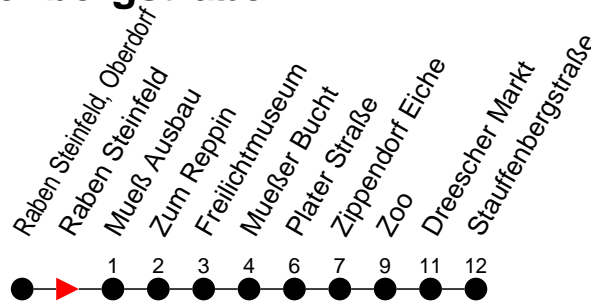 Raben Steinfeld, Oberdorf
Raben Steinfeld
Mueß Ausbau
Zum Reppin
Freilichtmuseum
Mueßer Bucht
Plater Straße
Zippendorf Eiche
Zoo
Dreescher Markt
Stauffenbergstraße
1 2 3 4 6 7 9 11 12